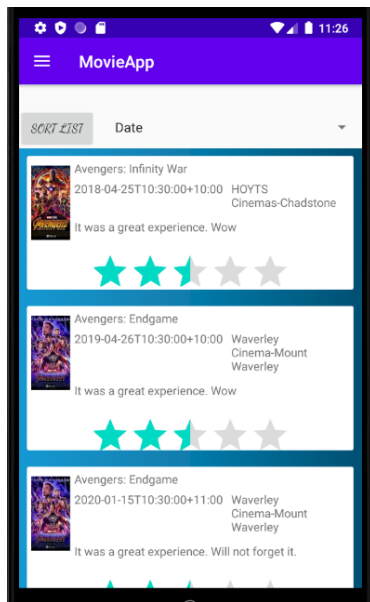 11:26
MovieApp
SORT LIST
Date
Avengers: Infinity War
2018-04-25T10:30:00+10:00
HOYTS
Cinemas-Chadstone
It was a great experience. Wow
Avengers: Endgame
2019-04-26T10:30:00+10:00
Waverley
Cinema-Mount
Waverley
It was a great experience. Wow
Avengers: Endgame
2020-01-15T10:30:00+11:00
Waverley
Cinema-Mount
Waverley
It was a great experience. Will not forget it.